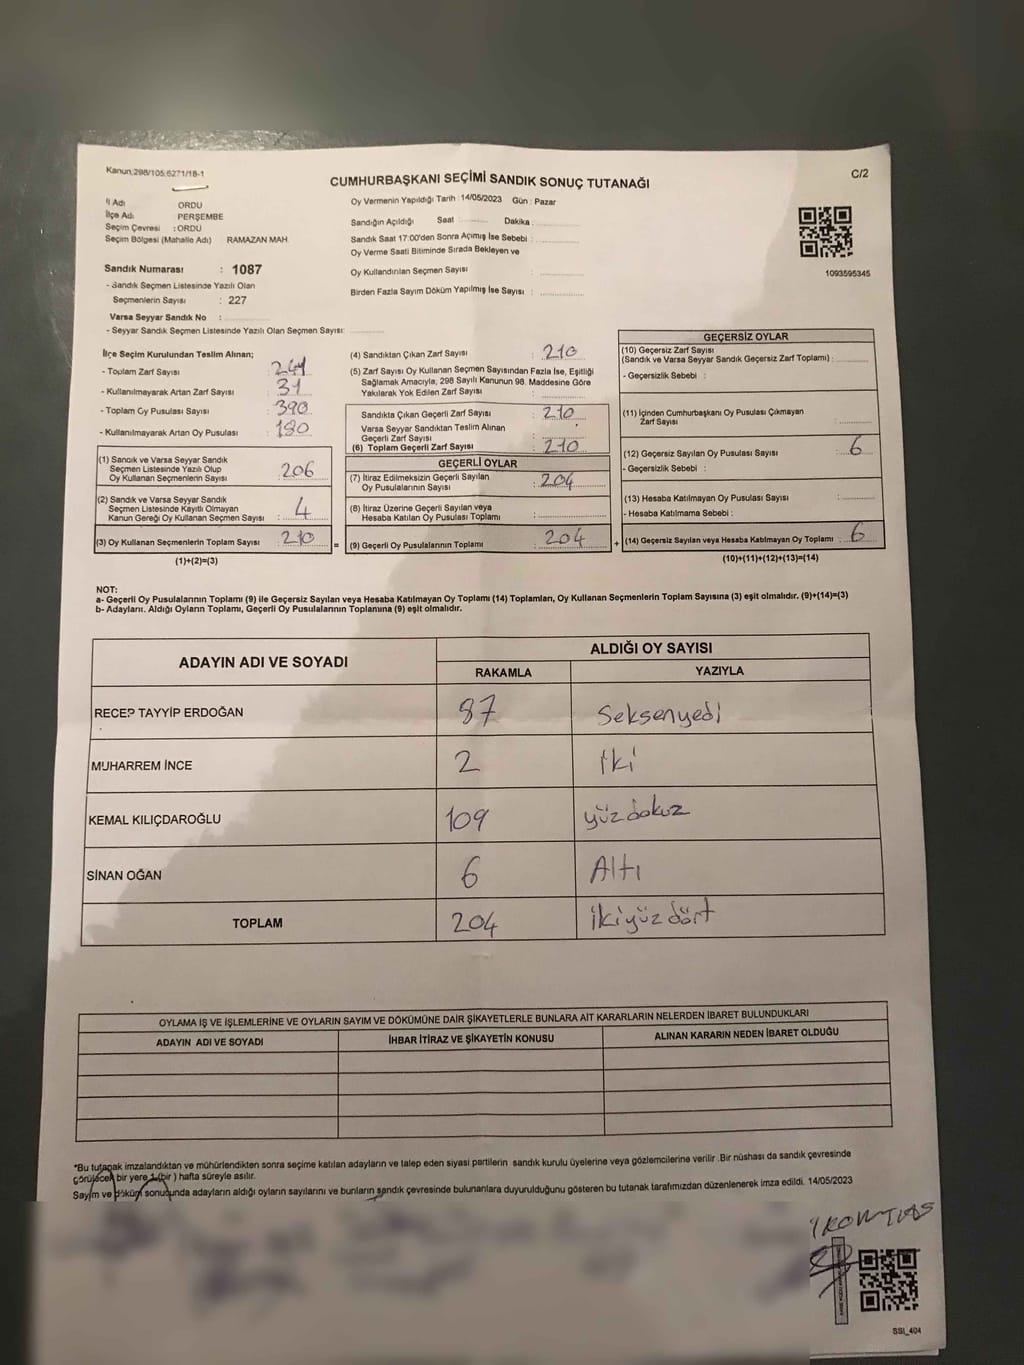 Kanun;298/105;6271/18-1
CUMHURBAŞKANI SEÇİMİ SANDIK SONUÇ TUTANAĞI
C/2
İl Adı ORDU
İlçe Adı : PERŞEMBE
Seçim Çevresi : ORDU
Seçim Bölgesi (Mahalle Adı) RAMAZAN MAH.
Sandık Numarası : 1087
- Sandık Seçmen Listesinde Yazılı Olan
Seçmenlerin Sayısı : 227
Varsa Seyyar Sandık No :
- Seyyar Sandık Seçmen Listesinde Yazılı Olan Seçmen Sayısı:
Oy Vermenin Yapıldığı Tarih : 14/05/2023 Gün : Pazar
Sandığın Açıldığı Saat Dakika :
Sandık Saat 17:00'den Sonra Açımış İse Sebebi :
Oy Verme Saati Bitiminde Sırada Bekleyen ve
Oy Kullandırılan Seçmen Sayısı :
Birden Fazla Sayım Döküm Yapılmış İse Sayısı :
1093595345
İlçe Seçim Kurulundan Teslim Alınan;
- Toplam Zarf Sayısı : 241
- Kullanılmayarak Artan Zarf Sayısı : 31
- Toplam Oy Pusulası Sayısı : 390
- Kullanılmayarak Artan Oy Pusulası : 180
(1) Sandık ve Varsa Seyyar Sandık
Seçmen Listesinde Yazılı Olup
Oy Kullanan Seçmenlerin Sayısı : 206
(2) Sandık ve Varsa Seyyar Sandık
Seçmen Listesinde Kayıtlı Olmayan
Kanun Gereği Oy Kullanan Seçmen Sayısı : 4
(3) Oy Kullanan Seçmenlerin Toplam Sayısı : 210
(1)+(2)=(3)
(4) Sandıktan Çıkan Zarf Sayısı : 210
(5) Zarf Sayısı Oy Kullanan Seçmen Sayısından Fazla İse, Eşitliği
Sağlamak Amacıyla, 298 Sayılı Kanunun 98. Maddesine Göre
Yakılarak Yok Edilen Zarf Sayısı :
Sandıkta Çıkan Geçerli Zarf Sayısı : 210
Varsa Seyyar Sandıktan Teslim Alınan
Geçerli Zarf Sayısı :
(6) Toplam Geçerli Zarf Sayısı : 210
GEÇERLİ OYLAR
(7) İtiraz Edilmeksizin Geçerli Sayılan
Oy Pusulalarının Sayısı : 204
(8) İtiraz Üzerine Geçerli Sayılan veya
Hesaba Katılan Oy Pusulası Toplamı :
= (9) Geçerli Oy Pusulalarının Toplamı : 204
GEÇERSİZ OYLAR
(10) Geçersiz Zarf Sayısı
(Sandık ve Varsa Seyyar Sandık Geçersiz Zarf Toplamı) :
- Geçersizlik Sebebi :
(11) İçinden Cumhurbaşkanı Oy Pusulası Çıkmayan
Zarf Sayısı :
(12) Geçersiz Sayılan Oy Pusulası Sayısı : 6
- Geçersizlik Sebebi :
(13) Hesaba Katılmayan Oy Pusulası Sayısı :
- Hesaba Katılmama Sebebi :
+ (14) Geçersiz Sayılan veya Hesaba Katılmayan Oy Toplamı : 6
(10)+(11)+(12)+(13)=(14)
NOT:
a- Geçerli Oy Pusulalarının Toplamı (9) ile Geçersiz Sayılan veya Hesaba Katılmayan Oy Toplamı (14) Toplamları, Oy Kullanan Seçmenlerin Toplam Sayısına (3) eşit olmalıdır. (9)+(14)=(3)
b- Adayların Aldığı Oyların Toplamı, Geçerli Oy Pusulalarının Toplamına (9) eşit olmalıdır.
ADAYIN ADI VE SOYADI
ALDIĞI OY SAYISI
RAKAMLA YAZIYLA
RECEP TAYYİP ERDOĞAN 87 Seksenyedi
MUHARREM İNCE 2 iki
KEMAL KILIÇDAROĞLU 109 yüzdokuz
SİNAN OĞAN 6 Altı
TOPLAM 204 ikiyüzdört
OYLAMA İŞ VE İŞLEMLERİNE VE OYLARIN SAYIM VE DÖKÜMÜNE DAİR ŞİKAYETLERLE BUNLARA AİT KARARLARIN NELERDEN İBARET BULUNDUKLARI
ADAYIN ADI VE SOYADI İHBAR İTİRAZ VE ŞİKAYETİN KONUSU ALINAN KARARIN NEDEN İBARET OLDUĞU
*Bu tutanak imzalandıktan ve mühürlendikten sonra seçime katılan adayların ve talep eden siyasi partilerin sandık kurulu üyelerine veya gözlemcilerine verilir .Bir nüshası da sandık çevresinde
görülecek bir yere 1 (bir ) hafta süreyle asılır.
Sayım ve döküm sonucunda adayların aldığı oyların sayılarını ve bunların sandık çevresinde bulunanlara duyurulduğunu gösteren bu tutanak tarafımızdan düzenlenerek imza edildi. 14/05/2023
SSI_404